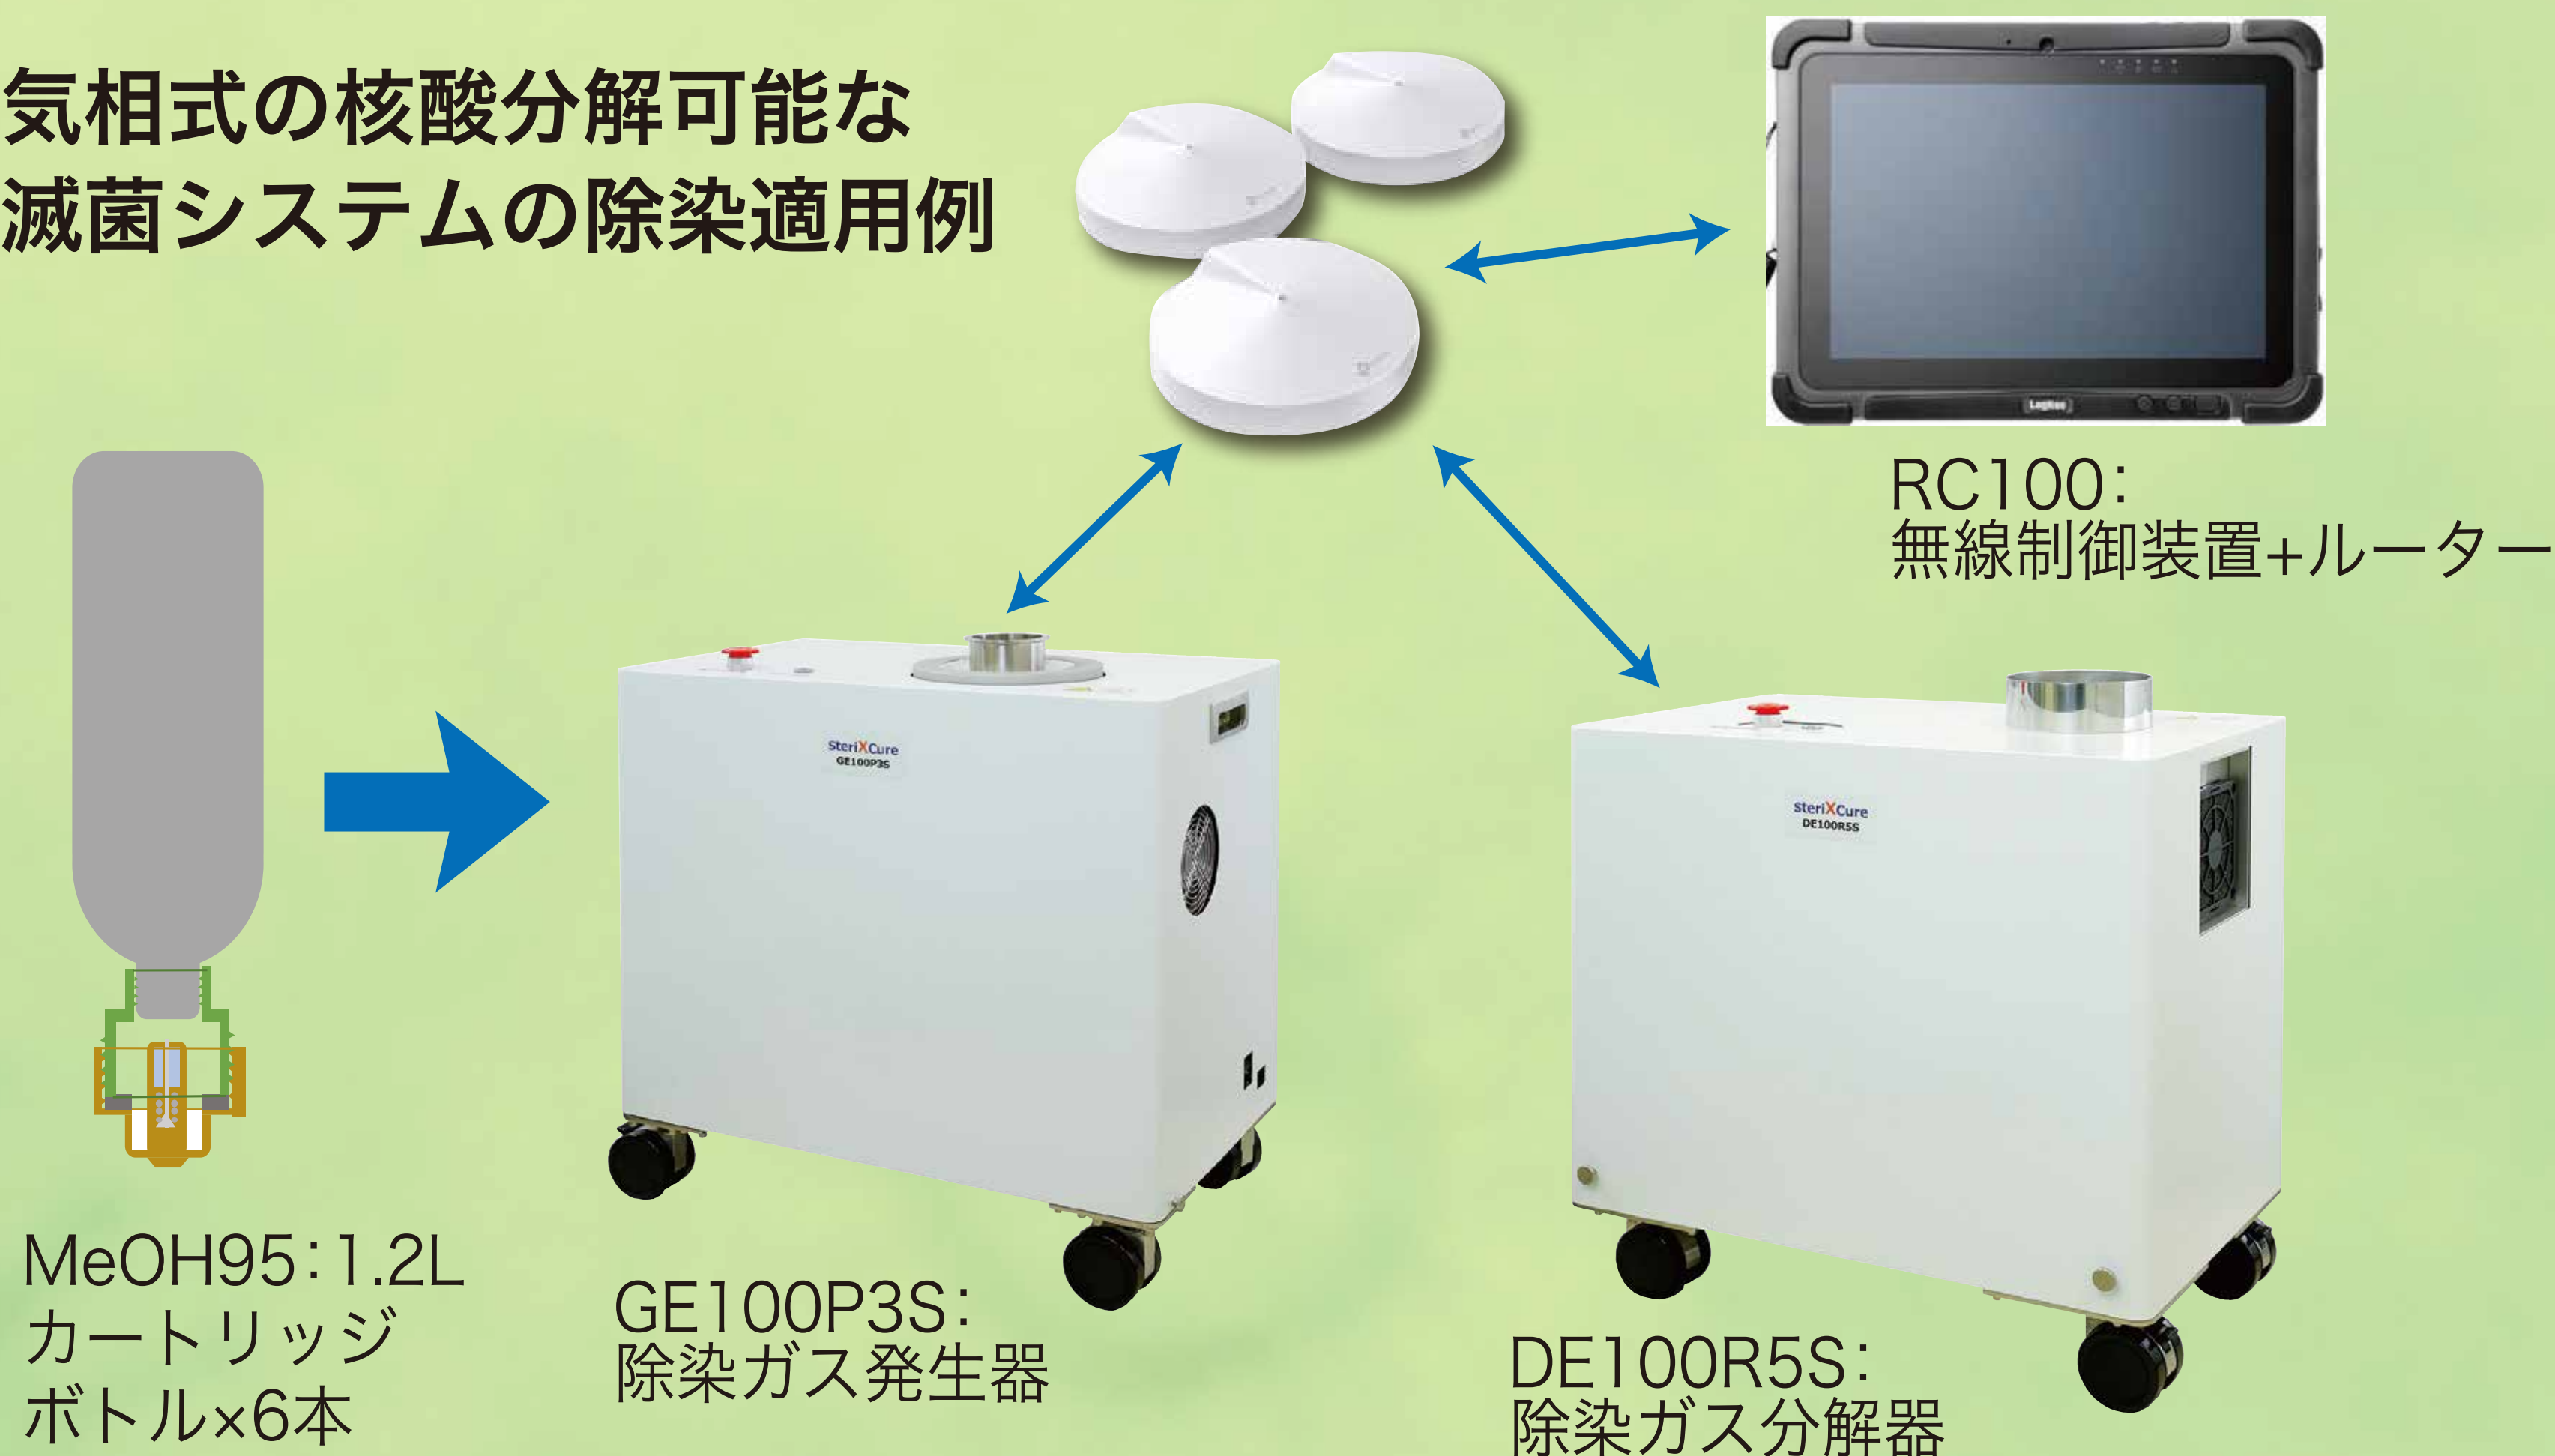 気相式の核酸分解可能な
滅菌システムの除染適用例
Logitec
RC100：
無線制御装置+ルーター
SteriXCure
GE100P3S
SteriXCure
DE100R5S
MeOH95：1.2L
カートリッジ
ボトル×6本
GE100P3S：
除染ガス発生器
DE100R5S：
除染ガス分解器